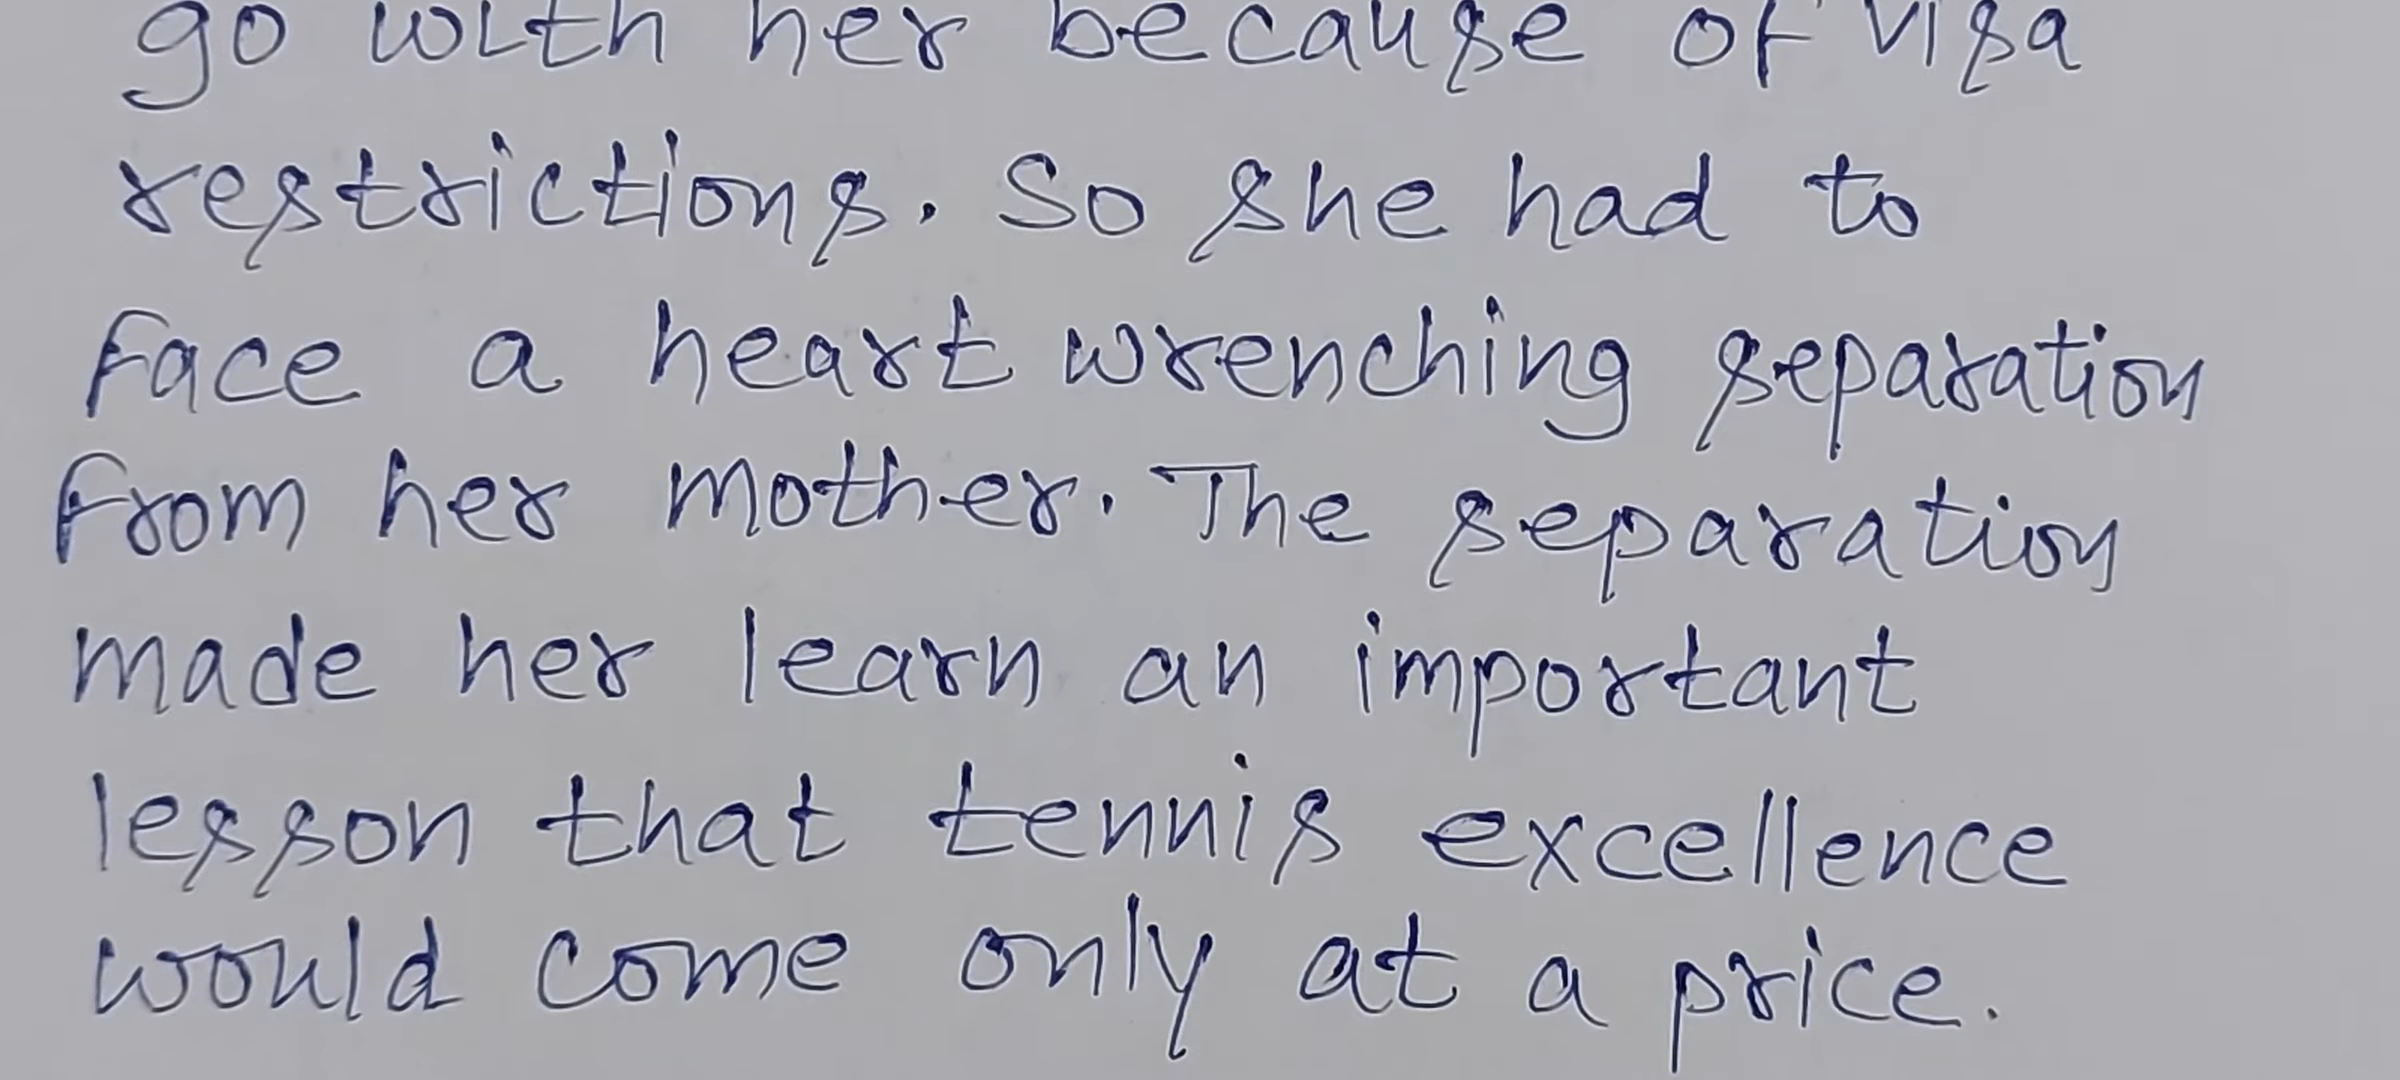 go with her because of visa
restrictions. So she had to
face a heart wrenching separation
from her mother. The separation
made her learn an important
lesson that tennis excellence
would come only at a price.